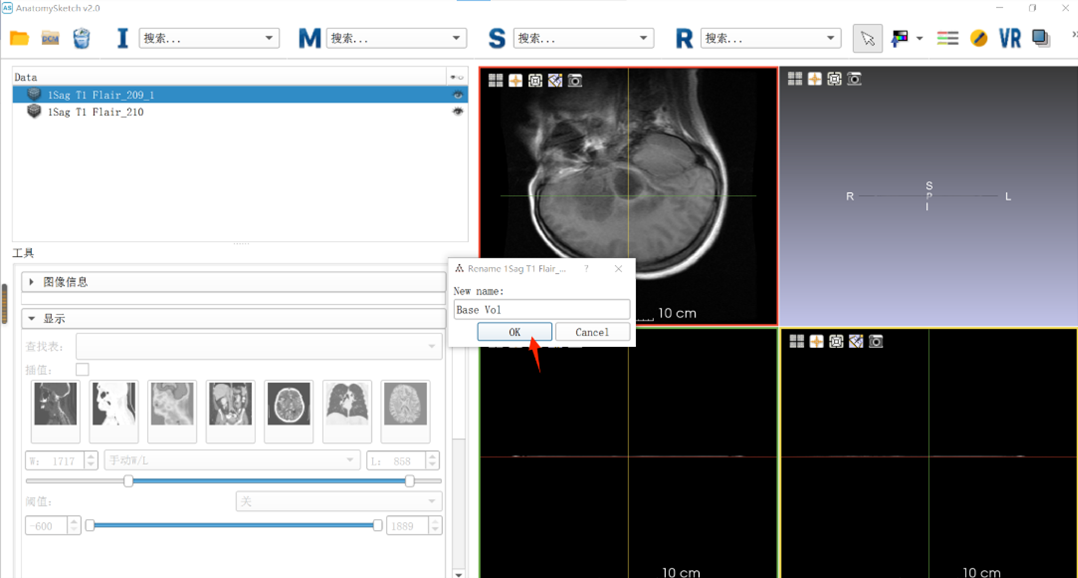 AnatomySketch v2.0
DCM I 搜索... M 搜索... S 搜索... R 搜索... VR
Data
1Sag T1 Flair_209_1
1Sag T1 Flair_210
工具
图像信息
显示
查找表:
插值:
W: 1717 手动W/L L: 858
阈值: 关
-600 1889
Rename 1Sag T1 Flair_... ?
New name:
Base Vol
OK Cancel
10 cm
S
R P L
I
10 cm
10 cm